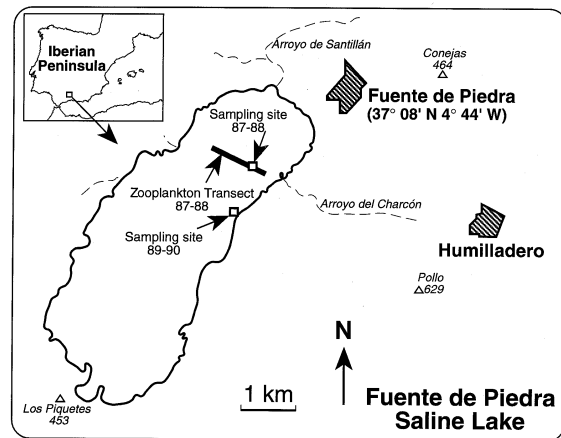 Iberian
Peninsula
Arroyo de Santillán
Conejas
464
Fuente de Piedra
(37° 08' N 4° 44' W)
Sampling site
87-88
Zooplankton Transect
87-88
Arroyo del Charcón
Sampling site
89-90
Humilladero
Pollo
629
N
1 km
Los Piquetes
453
Fuente de Piedra
Saline Lake